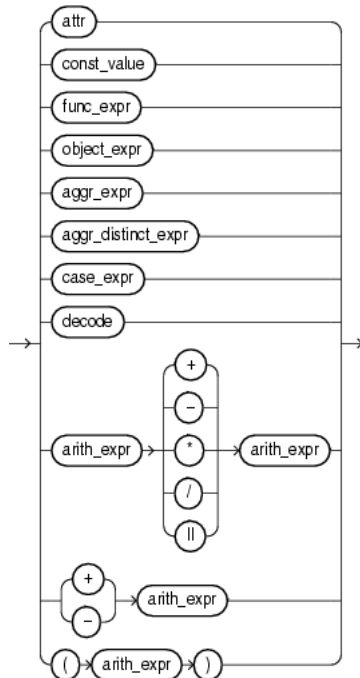 attr
const_value
func_expr
object_expr
aggr_expr
aggr_distinct_expr
case_expr
decode
+
−
arith_expr * arith_expr
/
||
+
− arith_expr
( arith_expr )